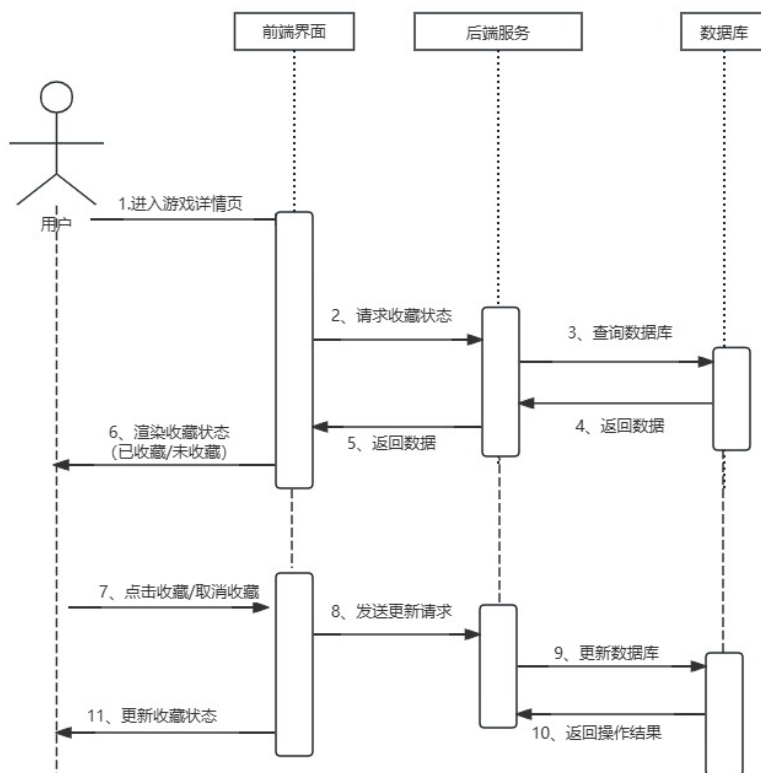 前端界面
后端服务
数据库
用户
1.进入游戏详情页
2、请求收藏状态
3、查询数据库
4、返回数据
5、返回数据
6、渲染收藏状态
(已收藏/未收藏)
7、点击收藏/取消收藏
8、发送更新请求
9、更新数据库
10、返回操作结果
11、更新收藏状态